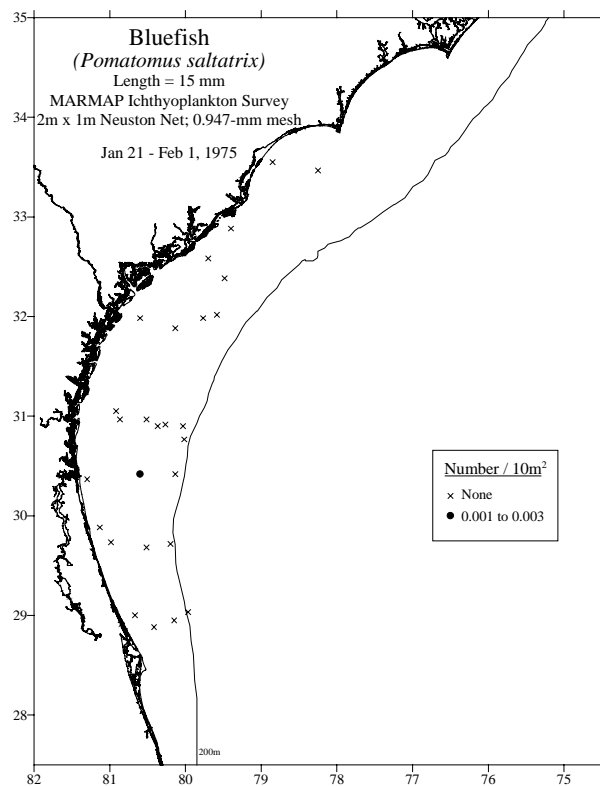 Bluefish
(Pomatomus saltatrix)
Length = 15 mm
MARMAP Ichthyoplankton Survey
2m x 1m Neuston Net; 0.947-mm mesh
Jan 21 - Feb 1, 1975
35
34
33
32
31
30
29
28
Number / 10m²
× None
● 0.001 to 0.003
200m
82 81 80 79 78 77 76 75